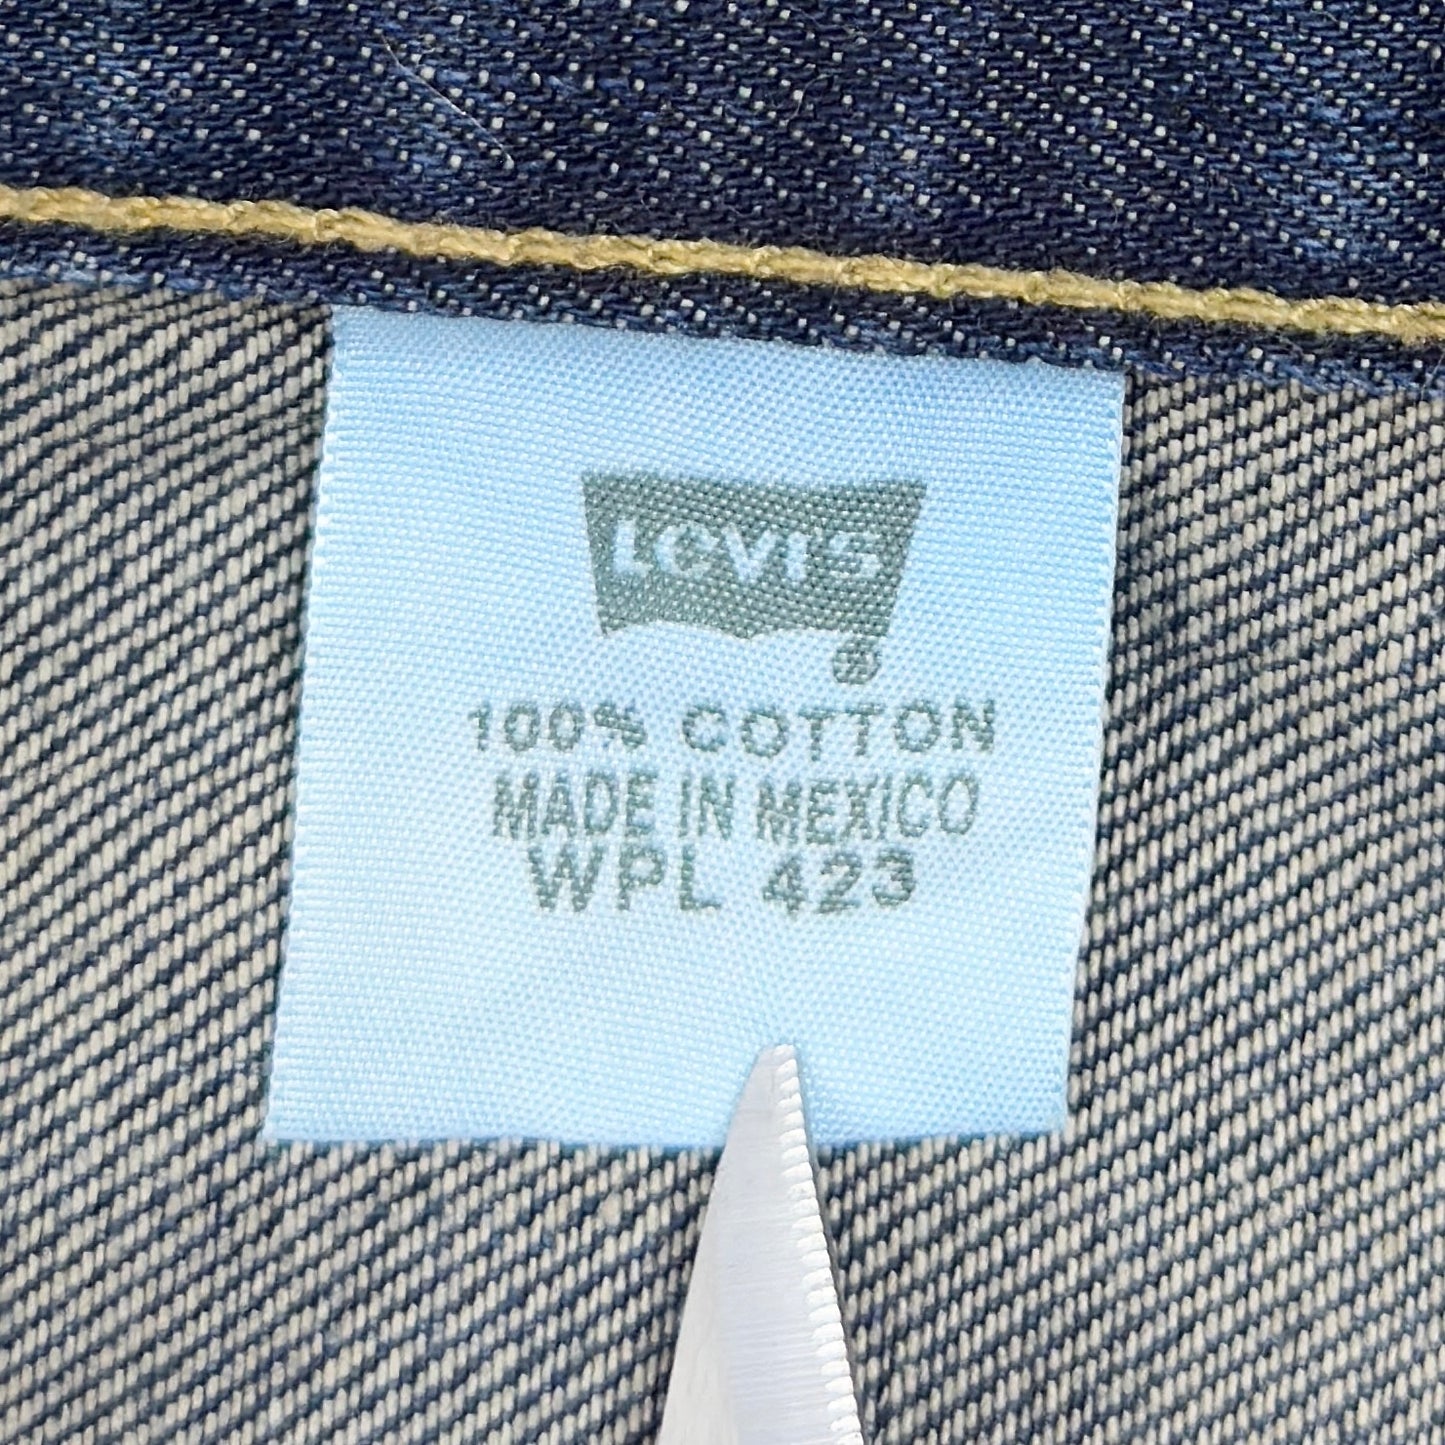 LEVI'S
®
100% COTTON
MADE IN MEXICO
WPL 423